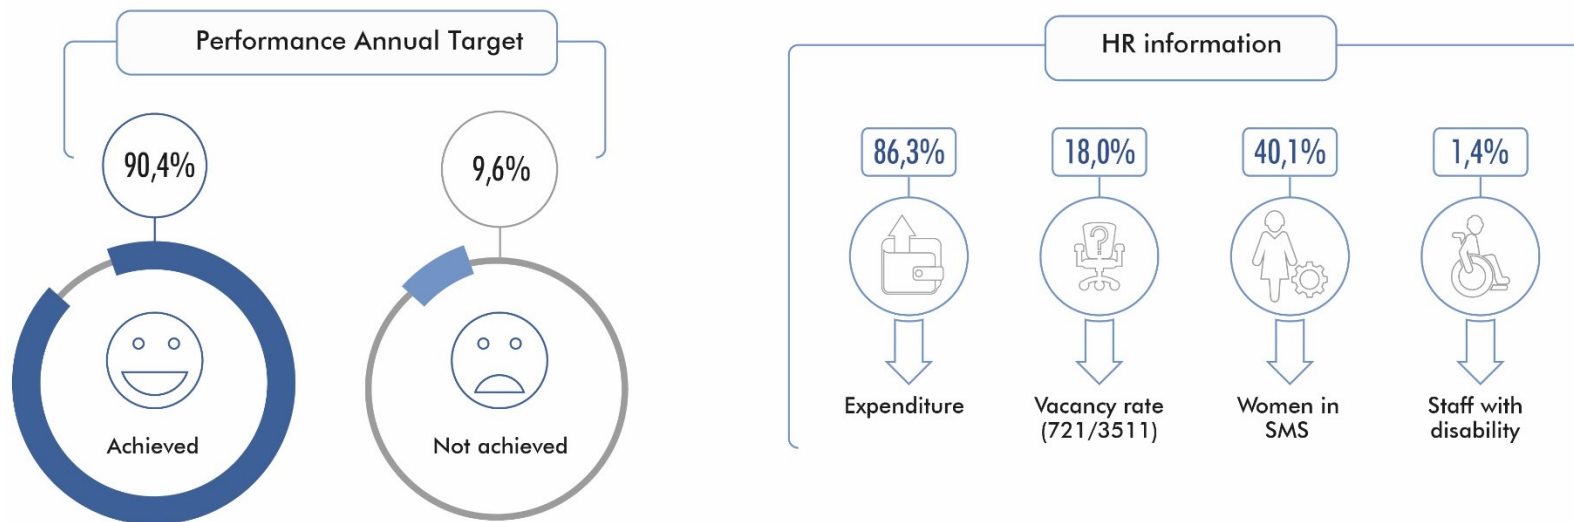 Performance Annual Target
90,4%
9,6%
Achieved
Not achieved
HR information
86,3%
18,0%
40,1%
1,4%
Expenditure
Vacancy rate
(721/3511)
Women in
SMS
Staff with
disability